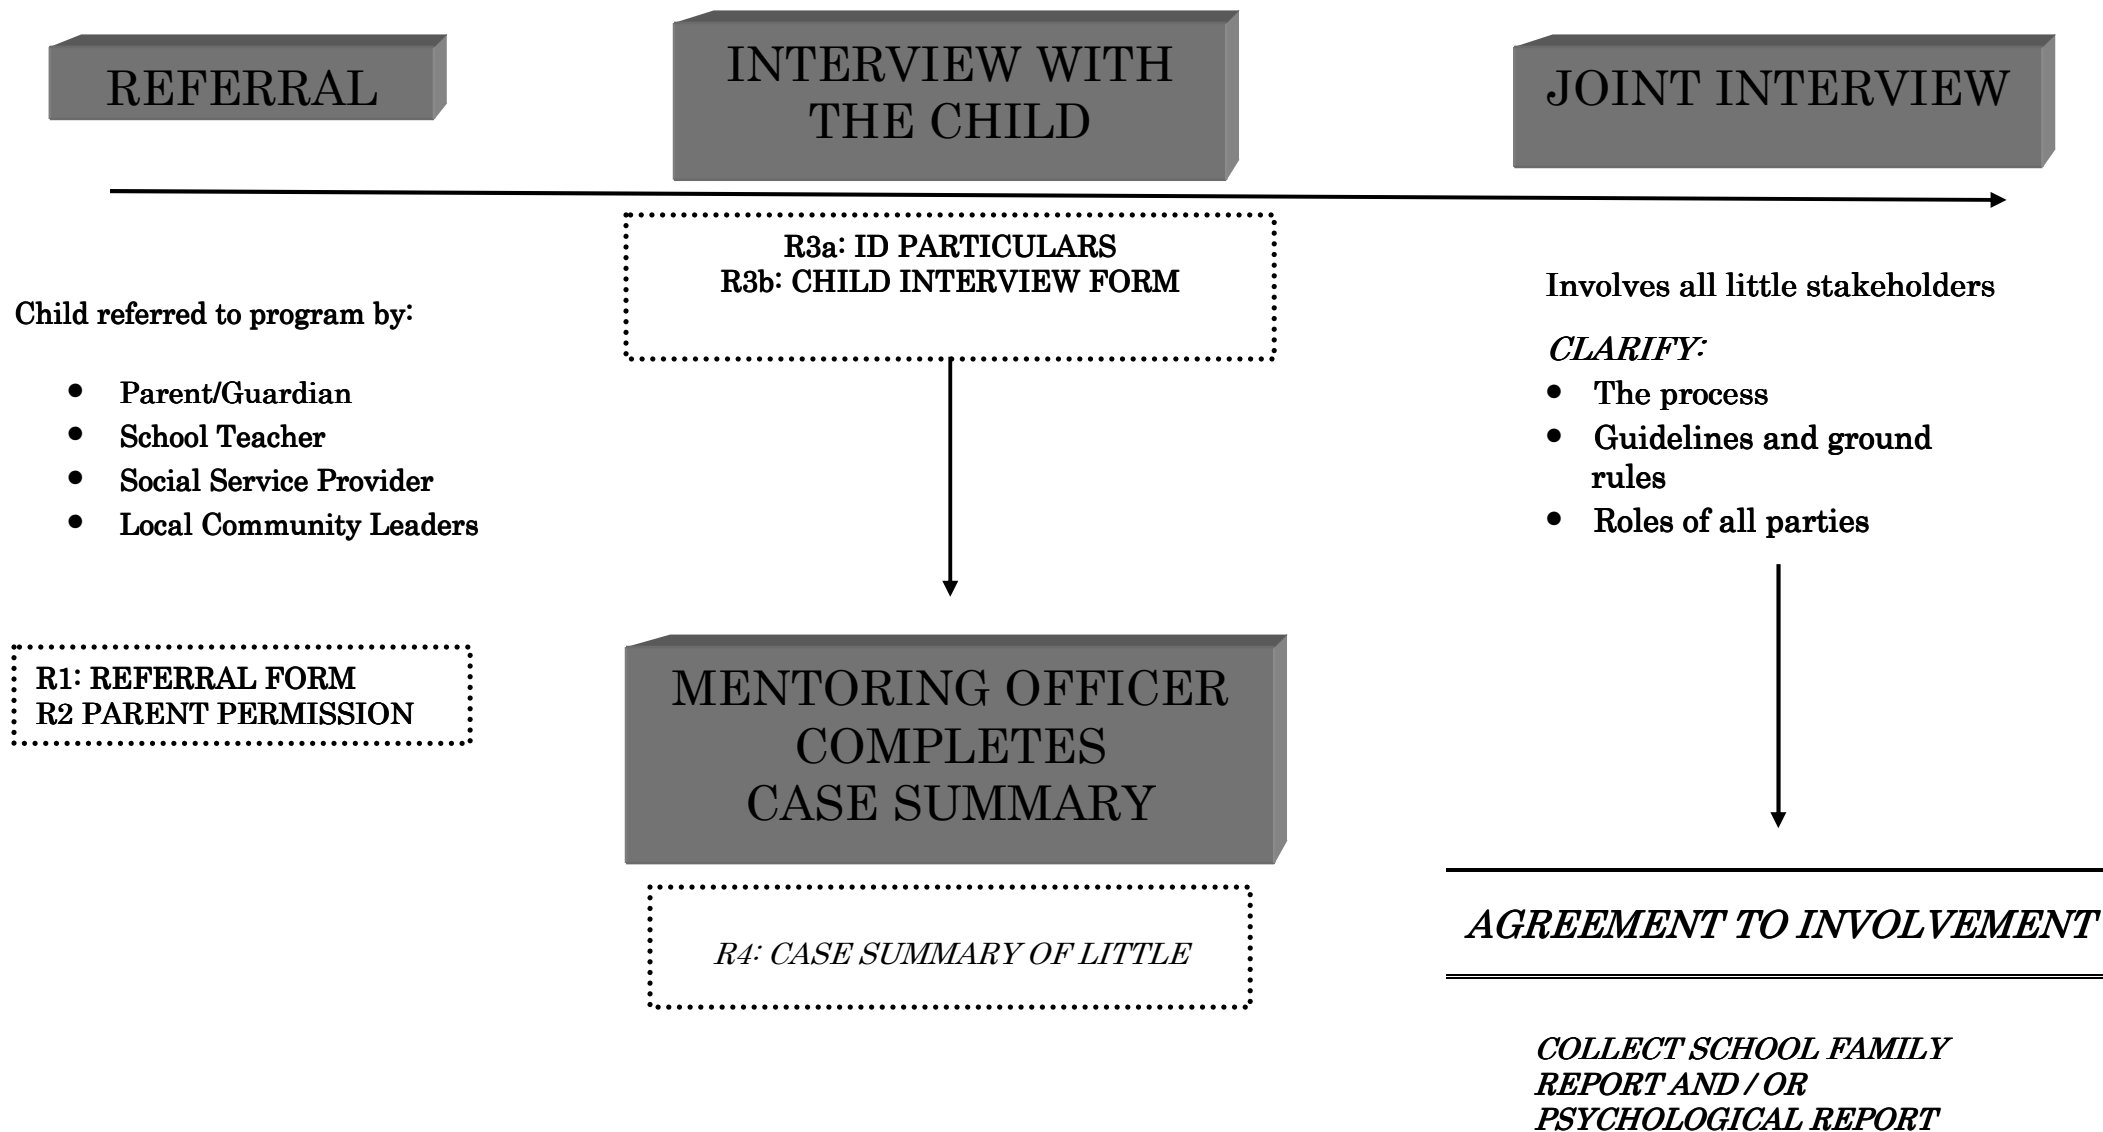 REFERRAL
Child referred to program by:
• Parent/Guardian
• School Teacher
• Social Service Provider
• Local Community Leaders
R1: REFERRAL FORM
R2 PARENT PERMISSION
INTERVIEW WITH
THE CHILD
R3a: ID PARTICULARS
R3b: CHILD INTERVIEW FORM
MENTORING OFFICER
COMPLETES
CASE SUMMARY
R4: CASE SUMMARY OF LITTLE
JOINT INTERVIEW
Involves all little stakeholders
CLARIFY:
• The process
• Guidelines and ground
rules
• Roles of all parties
AGREEMENT TO INVOLVEMENT
COLLECT SCHOOL FAMILY
REPORT AND / OR
PSYCHOLOGICAL REPORT